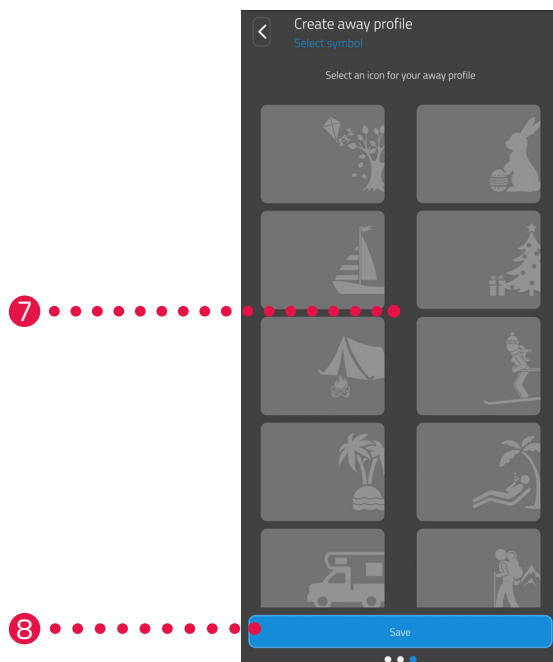 Create away profile
Select symbol
Select an icon for your away profile
7
8
Save